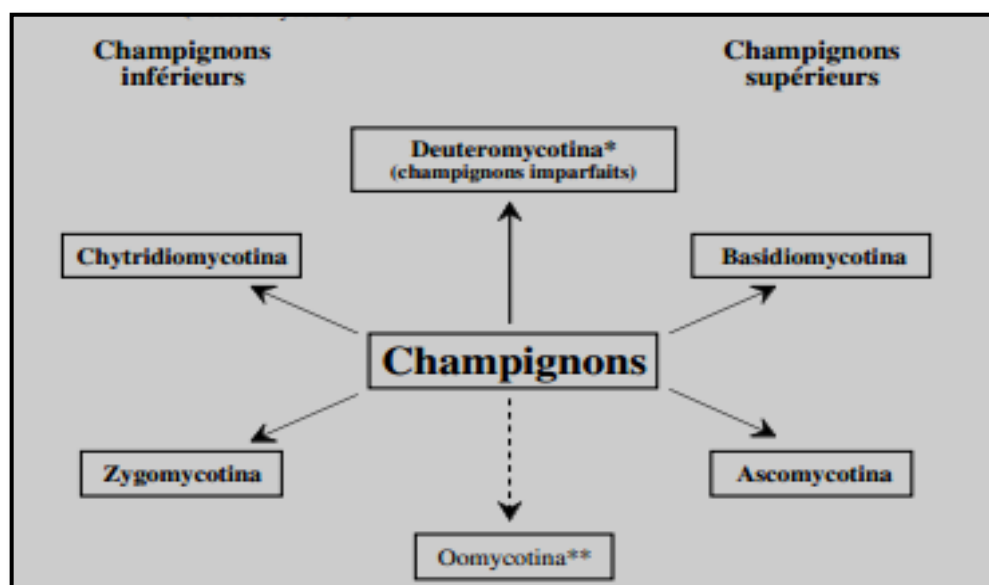 Champignons
inférieurs
Champignons
supérieurs
Deuteromycotina*
(champignons imparfaits)
Chytridiomycotina
Basidiomycotina
Champignons
Zygomycotina
Ascomycotina
Oomycotina**